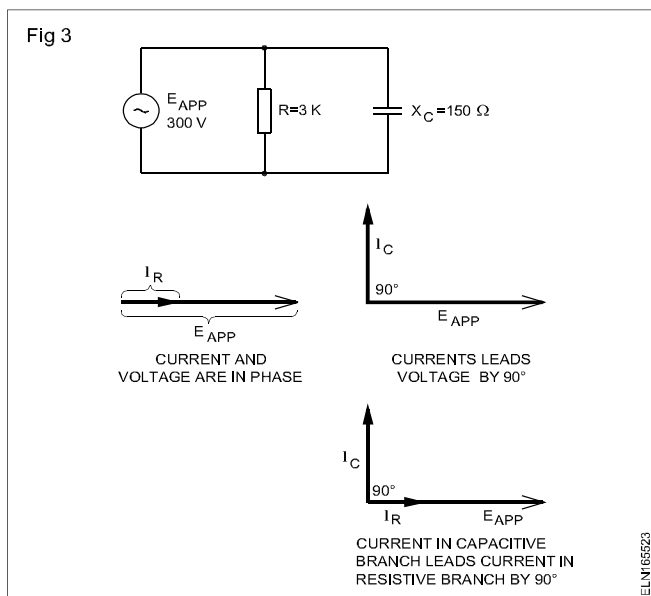 Fig 3
E APP
300 V
R=3 K
X C =150 Ω
I R
E APP
CURRENT AND
VOLTAGE ARE IN PHASE
I C
90°
E APP
CURRENTS LEADS
VOLTAGE BY 90°
I C
90°
I R
E APP
CURRENT IN CAPACITIVE
BRANCH LEADS CURRENT IN
RESISTIVE BRANCH BY 90°
ELN165523